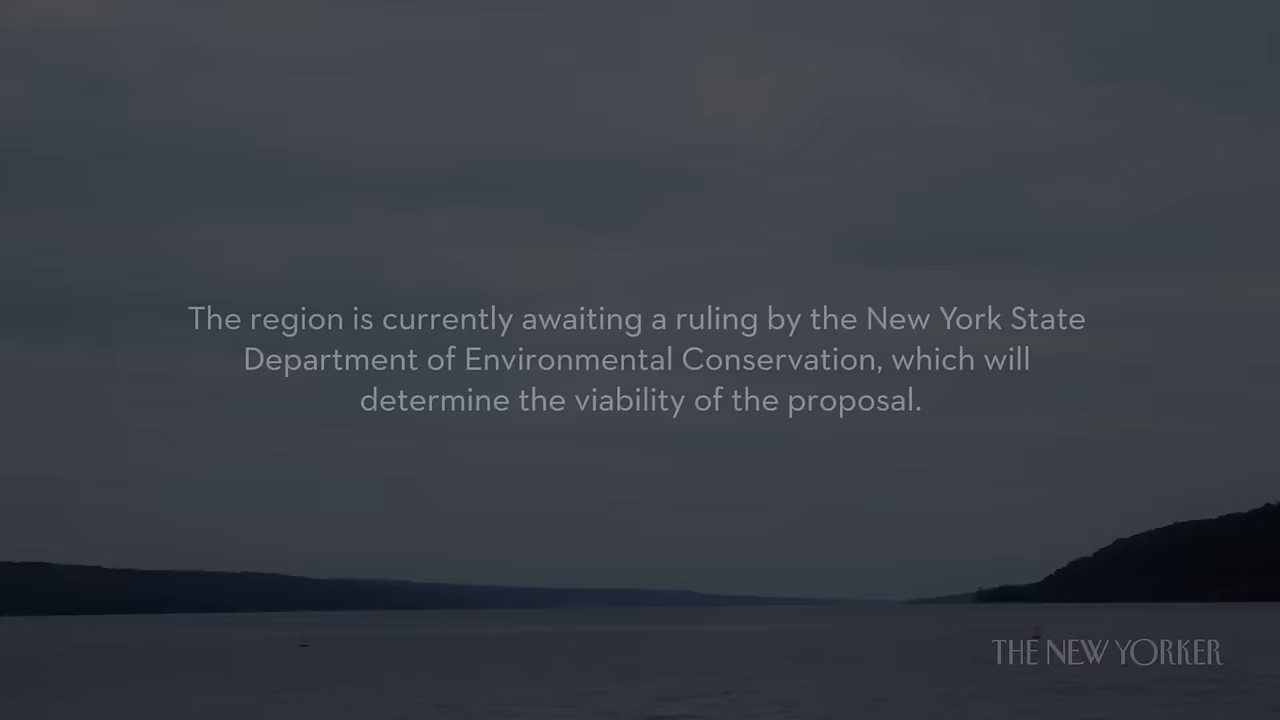 The region is currently awaiting a ruling by the New York State
Department of Environmental Conservation, which will
determine the viability of the proposal.
THE NEW YORKER